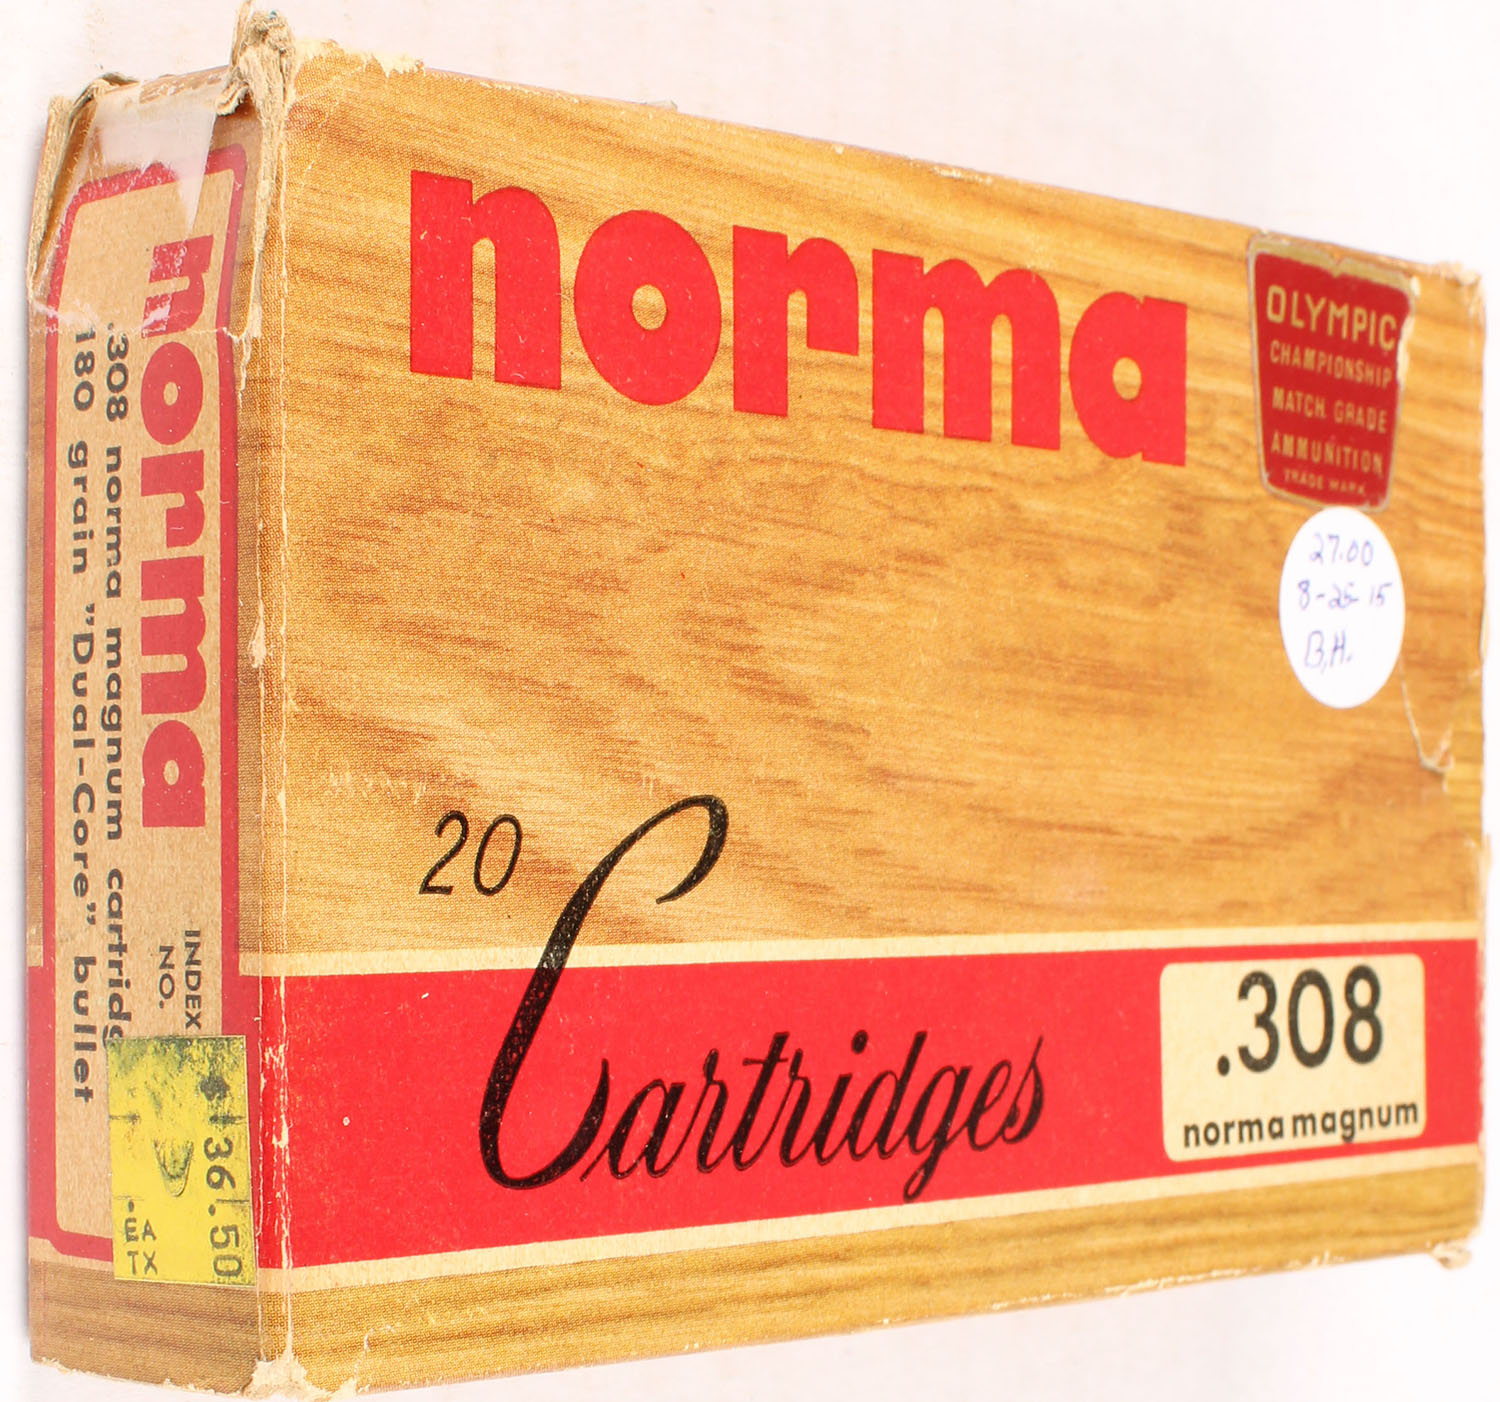 norma
OLYMPIC
CHAMPIONSHIP
MATCH GRADE
AMMUNITION
TRADE MARK
27.00
8-25-15
B.H.
20 Cartridges
.308
norma magnum
norma
.308 norma magnum cartridg
180 grain "Dual-Core" bullet
INDEX
NO.
36.50
EA
TX